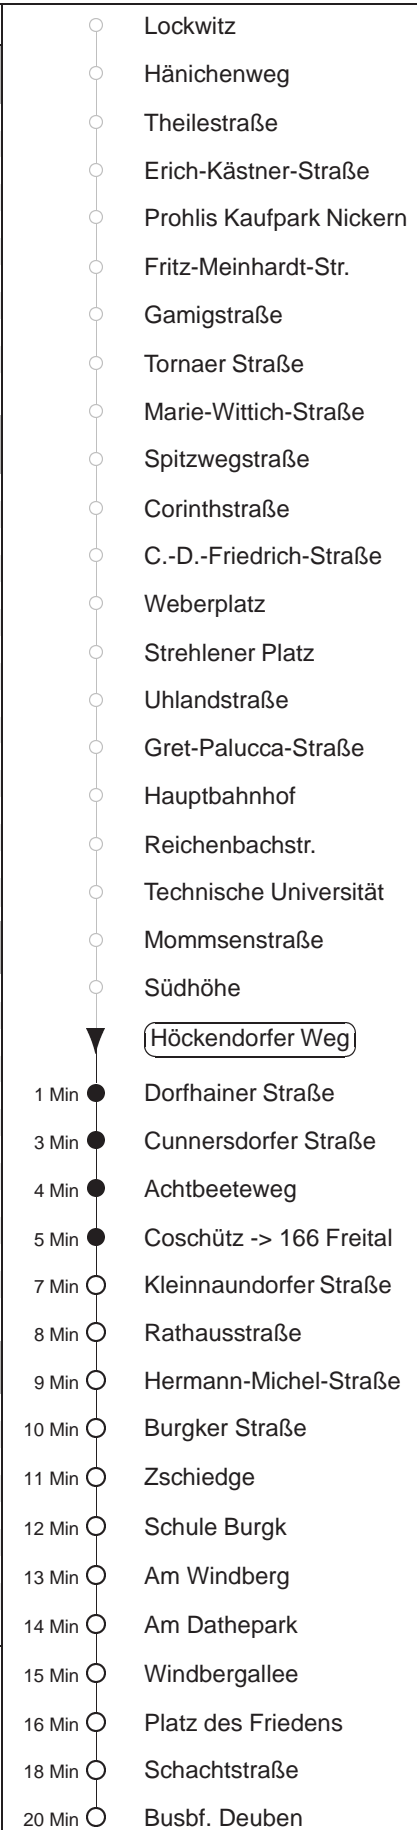 Lockwitz
Hänichenweg
Theilestraße
Erich-Kästner-Straße
Prohlis Kaufpark Nickern
Fritz-Meinhardt-Str.
Gamigstraße
Tornaer Straße
Marie-Wittich-Straße
Spitzwegstraße
Corinthstraße
C.-D.-Friedrich-Straße
Weberplatz
Strehlener Platz
Uhlandstraße
Gret-Palucca-Straße
Hauptbahnhof
Reichenbachstr.
Technische Universität
Mommsenstraße
Südhöhe
Höckendorfer Weg
1 Min Dorfhainer Straße
3 Min Cunnersdorfer Straße
4 Min Achtbeeteweg
5 Min Coschütz -> 166 Freital
7 Min Kleinnaundorfer Straße
8 Min Rathausstraße
9 Min Hermann-Michel-Straße
10 Min Burgker Straße
11 Min Zschiedge
12 Min Schule Burgk
13 Min Am Windberg
14 Min Am Dathepark
15 Min Windbergallee
16 Min Platz des Friedens
18 Min Schachtstraße
20 Min Busbf. Deuben